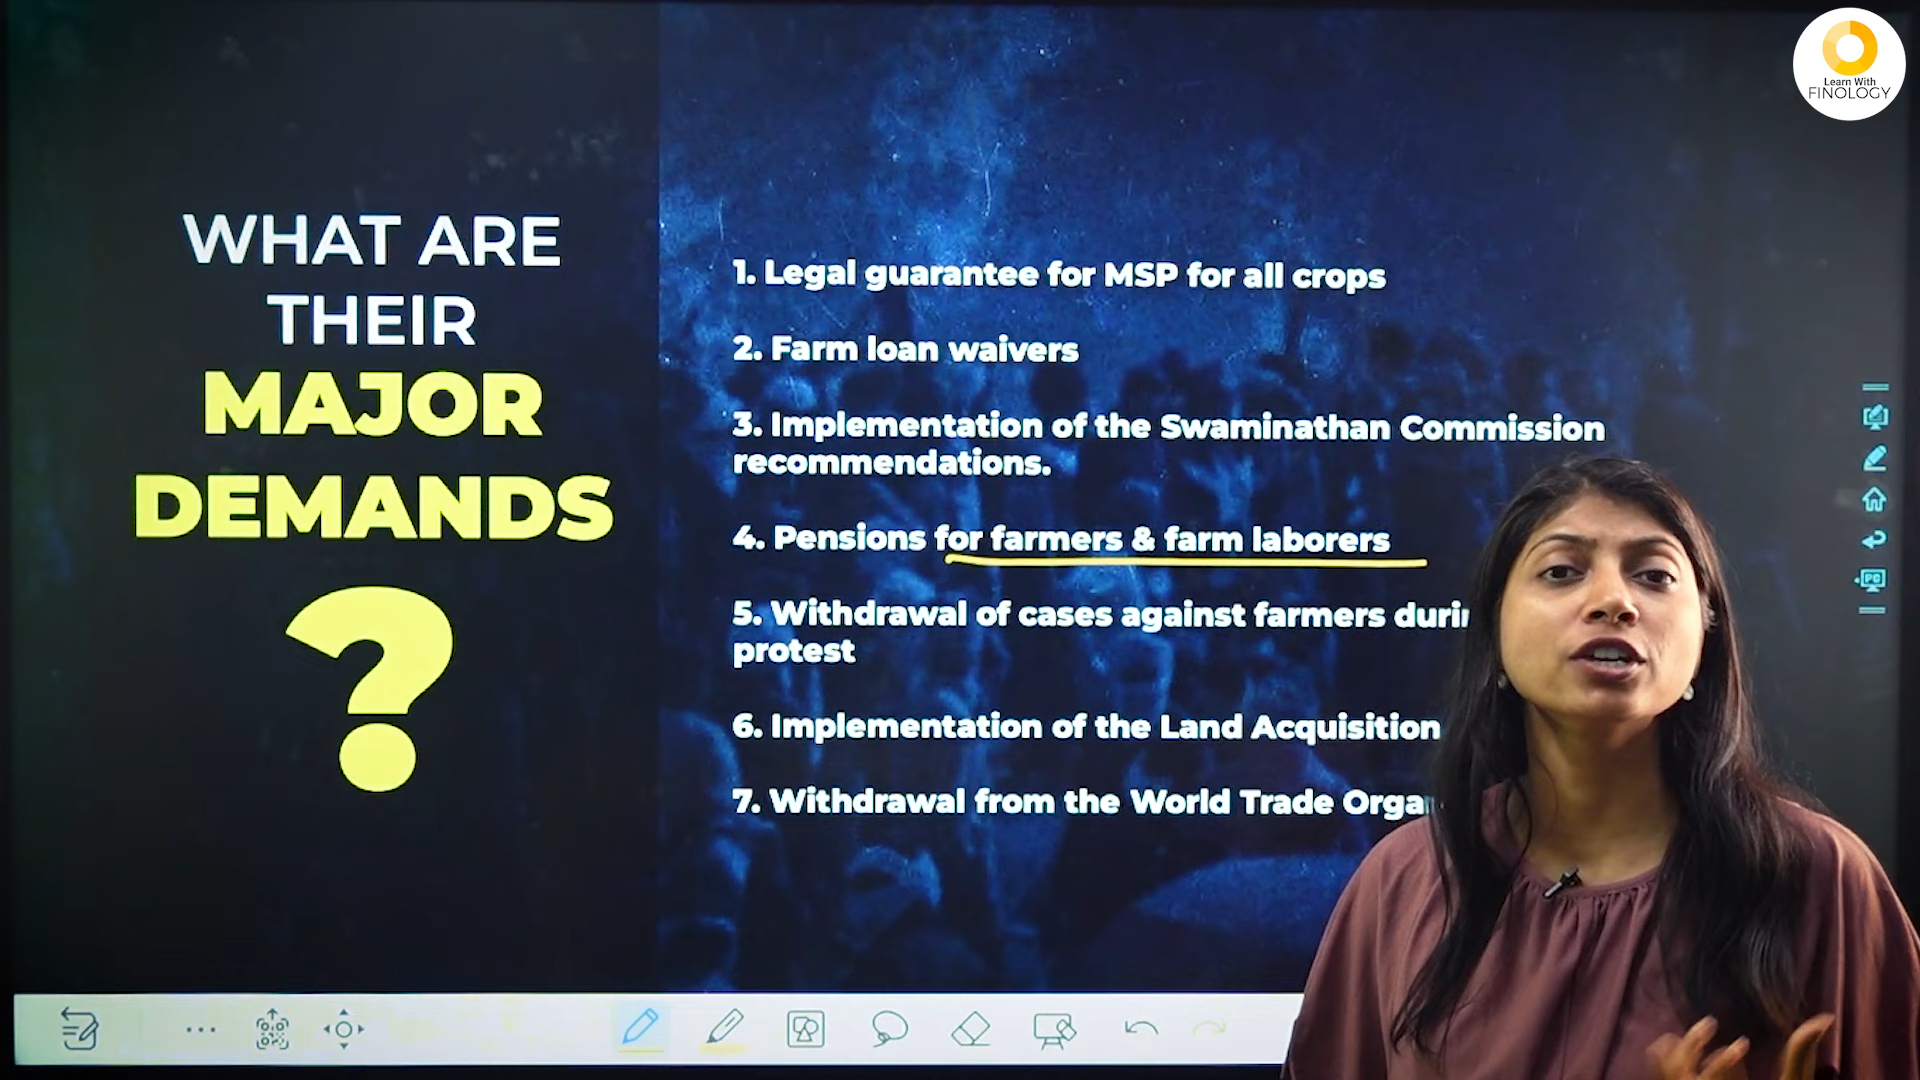 Learn With
FINOLOGY
WHAT ARE
THEIR
MAJOR
DEMANDS
?
1. Legal guarantee for MSP for all crops
2. Farm loan waivers
3. Implementation of the Swaminathan Commission
recommendations.
4. Pensions for farmers & farm laborers
5. Withdrawal of cases against farmers
protest
6. Implementation of the Land Acquisition
7. Withdrawal from the World Trade